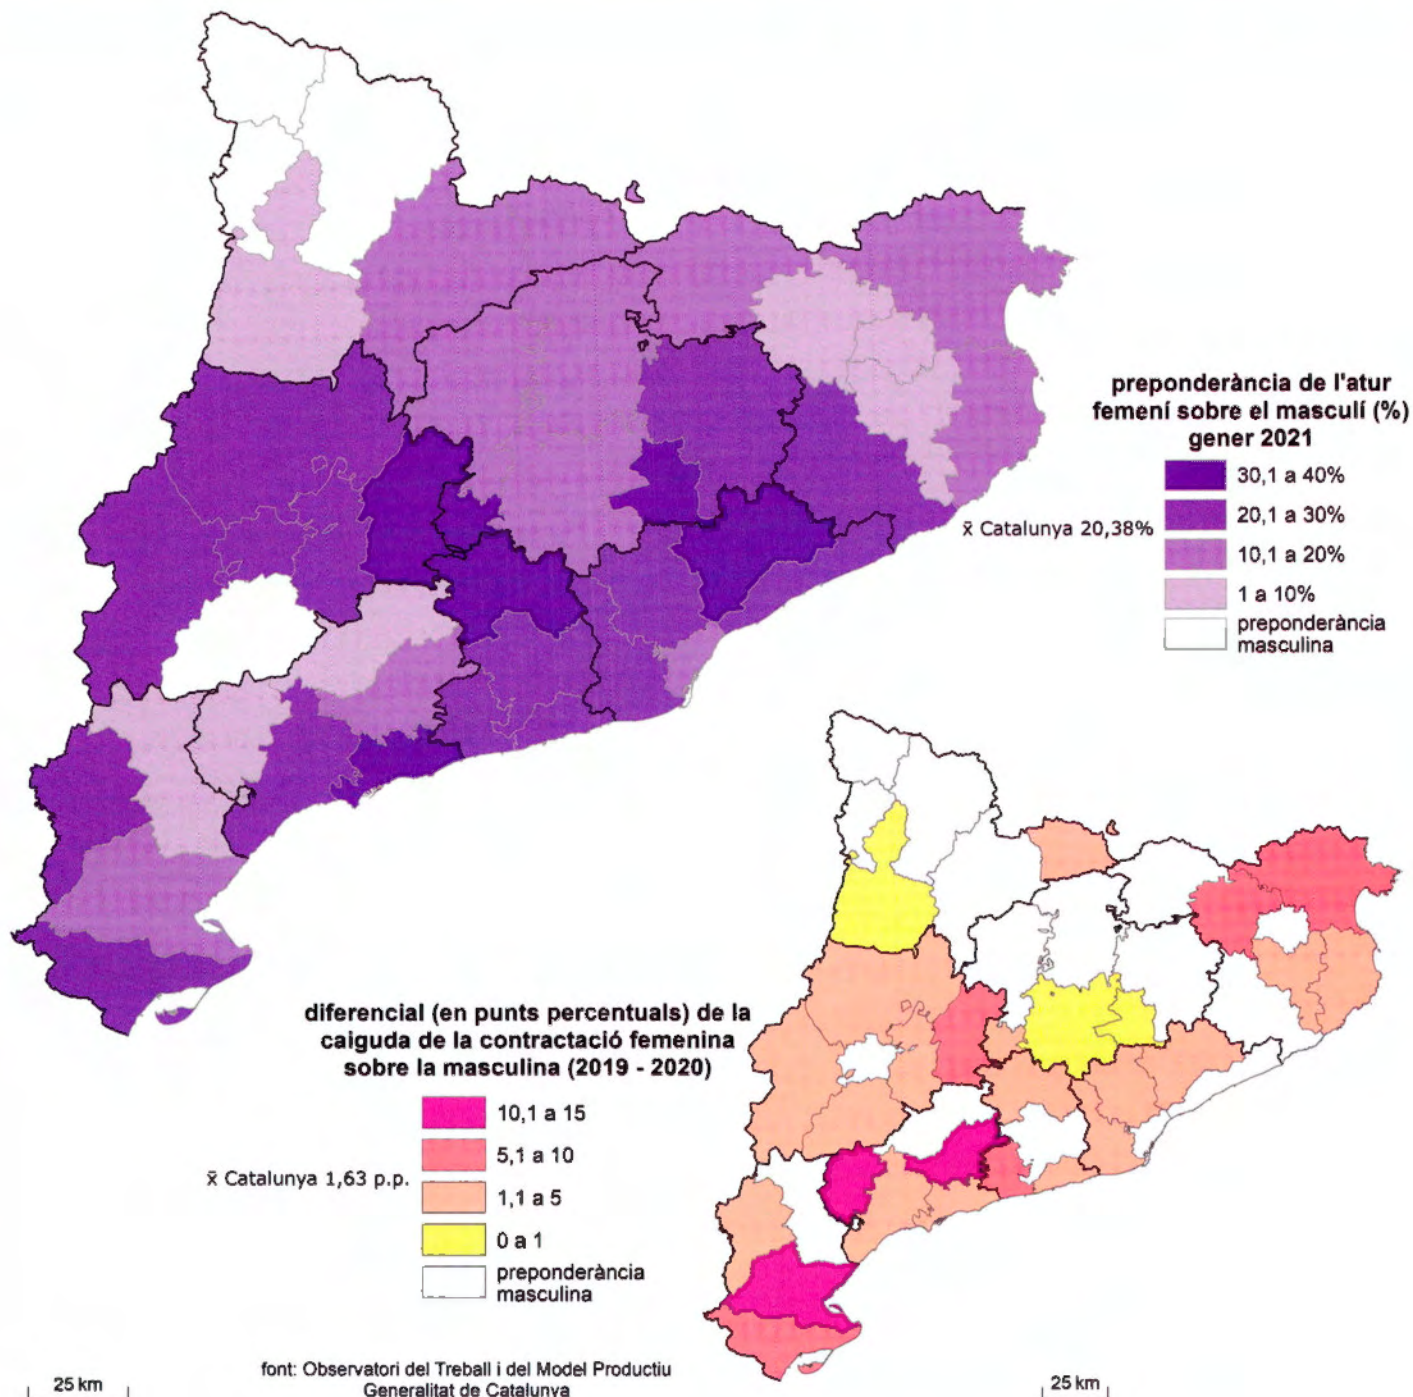 preponderància de l'atur
femení sobre el masculí (%)
gener 2021
30,1 a 40%
20,1 a 30%
x̄ Catalunya 20,38%
10,1 a 20%
1 a 10%
preponderància
masculina
diferencial (en punts percentuals) de la
caiguda de la contractació femenina
sobre la masculina (2019 - 2020)
10,1 a 15
5,1 a 10
x̄ Catalunya 1,63 p.p.
1,1 a 5
0 a 1
preponderància
masculina
font: Observatori del Treball i del Model Productiu
Generalitat de Catalunya
25 km
25 km